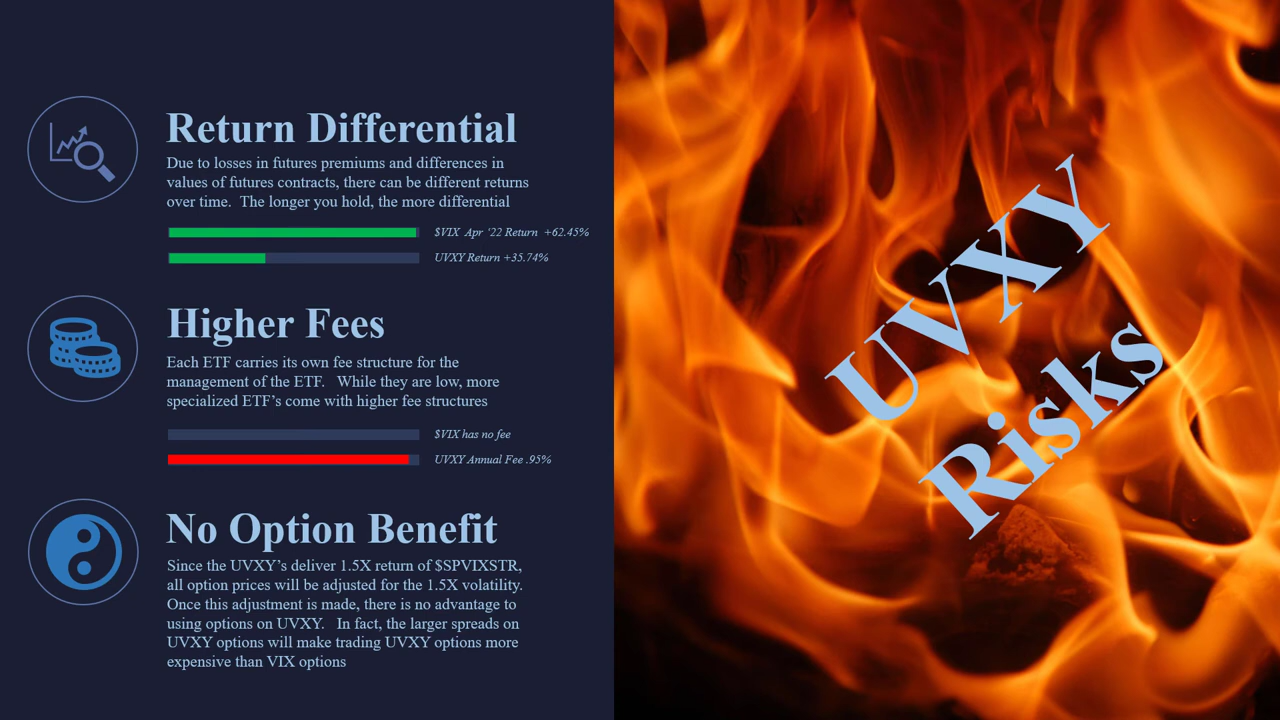 Return Differential
Due to losses in futures premiums and differences in
values of futures contracts, there can be different returns
over time.  The longer you hold, the more differential
$VIX  Apr '22 Return  +62.45%
UVXY Return +35.74%
Higher Fees
Each ETF carries its own fee structure for the
management of the ETF.   While they are low, more
specialized ETF's come with higher fee structures
$VIX has no fee
UVXY Annual Fee .95%
No Option Benefit
Since the UVXY's deliver 1.5X return of $SPVIXSTR,
all option prices will be adjusted for the 1.5X volatility.
Once this adjustment is made, there is no advantage to
using options on UVXY.   In fact, the larger spreads on
UVXY options will make trading UVXY options more
expensive than VIX options
UVXY
Risks